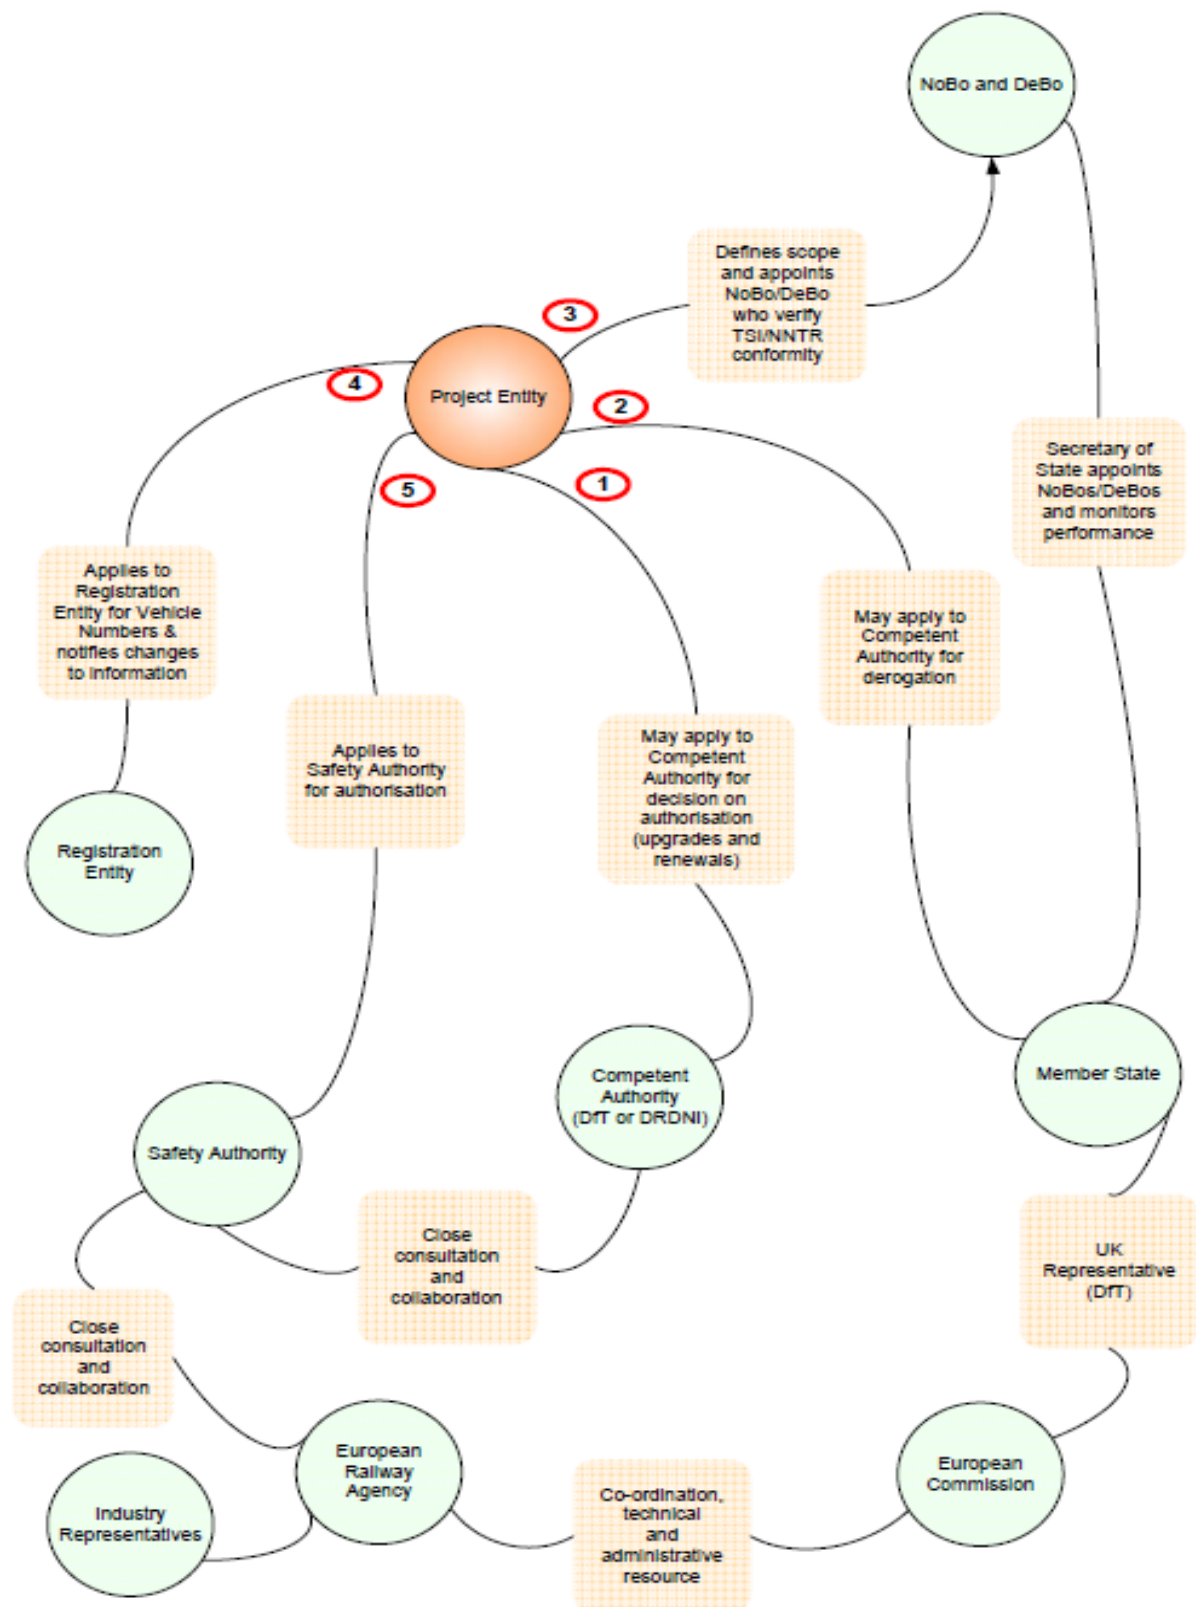 NoBo and DeBo
Defines scope
and appoints
NoBo/DeBo
who verify
TSI/NNTR
conformity
3
4
Project Entity
2
1
5
Secretary of
State appoints
NoBos/DeBos
and monitors
performance
Applies to
Registration
Entity for Vehicle
Numbers &
notifies changes
to information
May apply to
Competent
Authority for
derogation
Applies to
Safety Authority
for authorisation
May apply to
Competent
Authority for
decision on
authorisation
(upgrades and
renewals)
Registration
Entity
Competent
Authority
(DfT or DRDNI)
Member State
Safety Authority
Close
consultation
and
collaboration
UK
Representative
(DfT)
Close
consultation
and
collaboration
European
Railway
Agency
European
Commission
Industry
Representatives
Co-ordination,
technical
and
administrative
resource